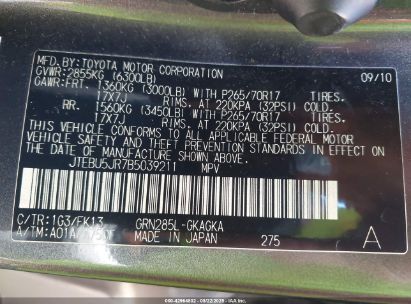 MFD. BY: TOYOTA MOTOR CORPORATION 09/10
GVWR: 2855KG (6300LB)
GAWR: FRT. 1360KG (3000LB) WITH P265/70R17 TIRES.
17X7J RIMS, AT 220KPA (32PSI) COLD.
RR. 1560KG (3450LB) WITH P265/70R17 TIRES.
17X7J RIMS, AT 220KPA (32PSI) COLD.
THIS VEHICLE CONFORMS TO ALL APPLICABLE FEDERAL MOTOR
VEHICLE SAFETY AND
IN EFFECT ON THE DATE OF MANUFACTURE SHOWN ABOVE.
JTEBU5JR7B5039211 MPV
C/TR: 1G3/FK13 GRN285L-GKAGKA
A/TM: MADE IN JAPAN 275 A